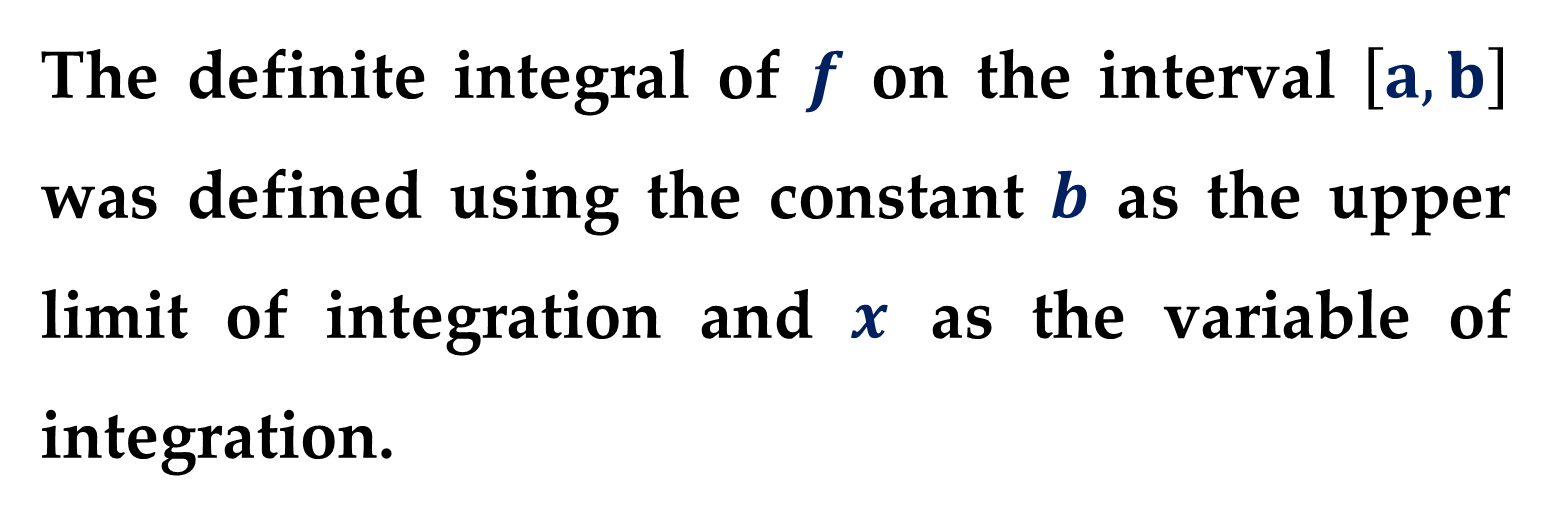 The definite integral of f on the interval [a, b]
was defined using the constant b as the upper
limit of integration and x as the variable of
integration.